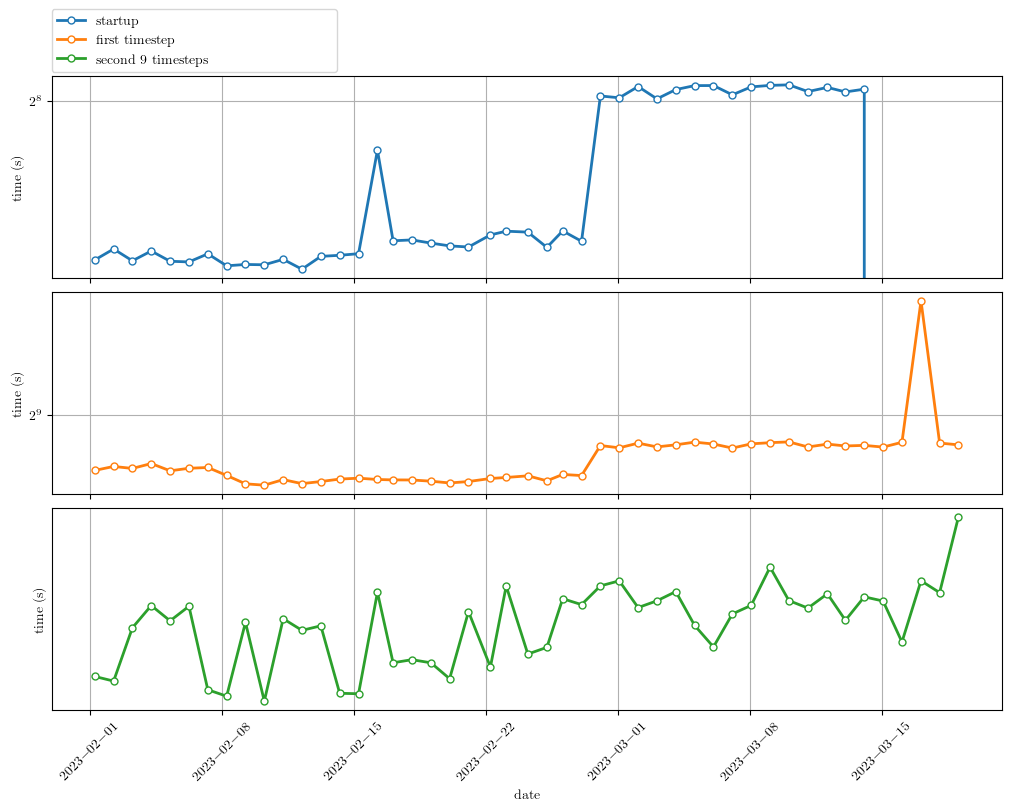 startup
first timestep
second 9 timesteps
2⁸
time (s)
2⁹
time (s)
time (s)
2023−02−01
2023−02−08
2023−02−15
2023−02−22
2023−03−01
2023−03−08
2023−03−15
date